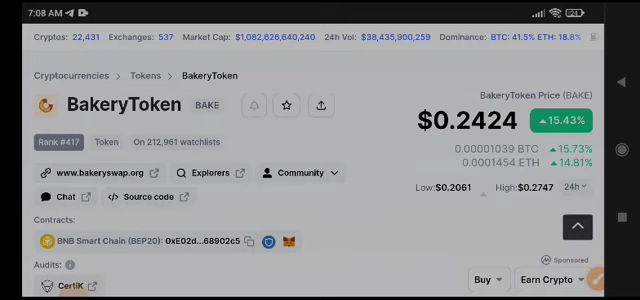 7:08 AM
24
Cryptos: 22,431 Exchanges: 537 Market Cap: $1,082,626,640,240 24h Vol: $38,435,900,259 Dominance: BTC: 41.5% ETH: 18.8%
Cryptocurrencies > Tokens > BakeryToken
BakeryToken BAKE
BakeryToken Price (BAKE)
$0.2424 15.43%
Rank #417 Token On 212,961 watchlists
0.00001039 BTC 15.73%
0.0001454 ETH 14.81%
www.bakeryswap.org Explorers Community
Low:$0.2061 High:$0.2747 24h
Chat Source code
Contracts:
BNB Smart Chain (BEP20): 0xE02d...68902c5
Audits:
Sponsored
CertiK
Buy Earn Crypto